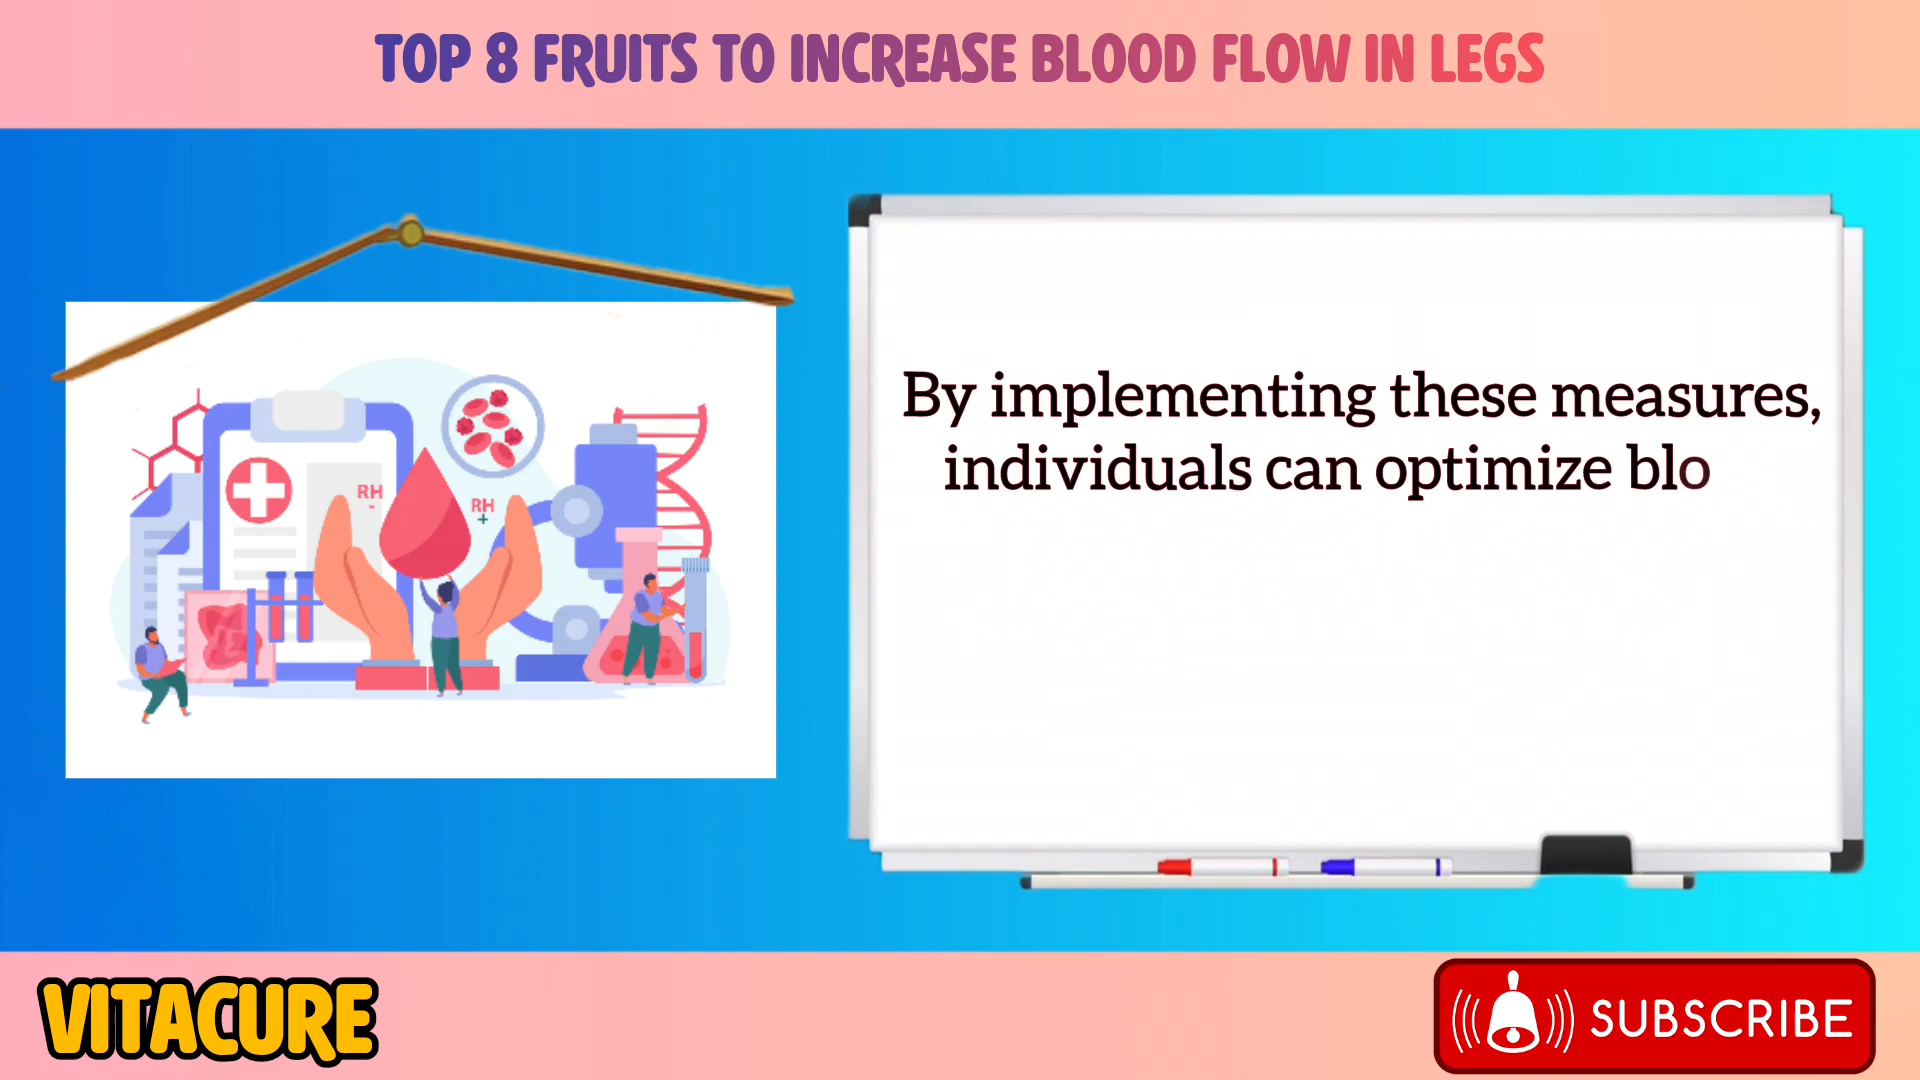 TOP 8 FRUITS TO INCREASE BLOOD FLOW IN LEGS
RH
-
RH
+
By implementing these measures,
individuals can optimize blo
VITACURE
SUBSCRIBE